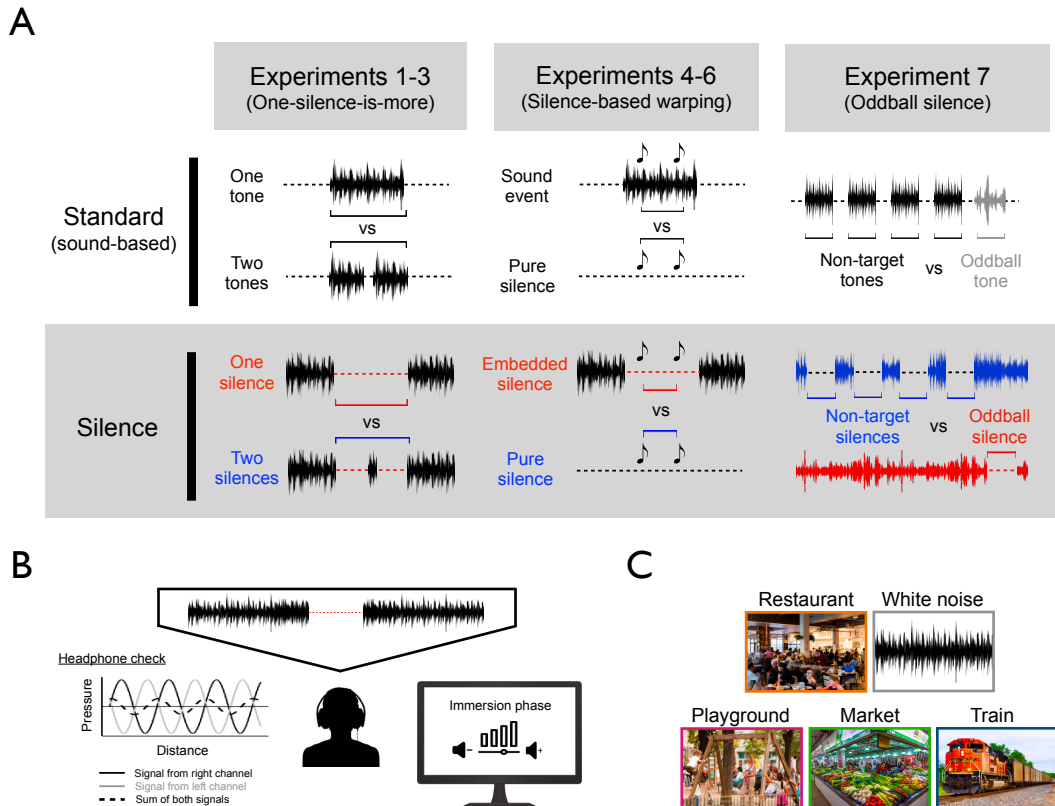 A
Experiments 1-3
(One-silence-is-more)
Experiments 4-6
(Silence-based warping)
Experiment 7
(Oddball silence)
Standard
(sound-based)
One
tone
vs
Two
tones
Sound
event
vs
Pure
silence
Non-target
tones
vs
Oddball
tone
Silence
One
silence
vs
Two
silences
Embedded
silence
vs
Pure
silence
Non-target
silences
vs
Oddball
silence
B
Headphone check
Pressure
Distance
Signal from right channel
Signal from left channel
Sum of both signals
Immersion phase
C
Restaurant
White noise
Playground
Market
Train